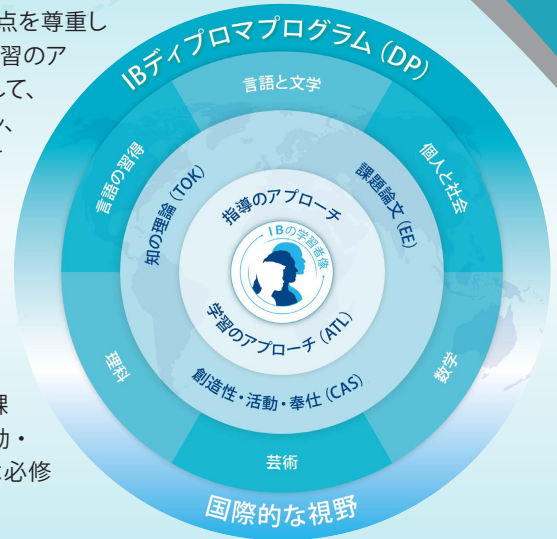 点を尊重し
習のア
して、
ン、
IBディプロマプログラム (DP)
言語と文学
言語の習得
個人と社会
知の理論 (TOK)
課題論文 (EE)
指導のアプローチ
IBの学習者像
学習のアプローチ (ATL)
創造性・活動・奉仕 (CAS)
理科
数学
芸術
国際的な視野
課
動・
必修